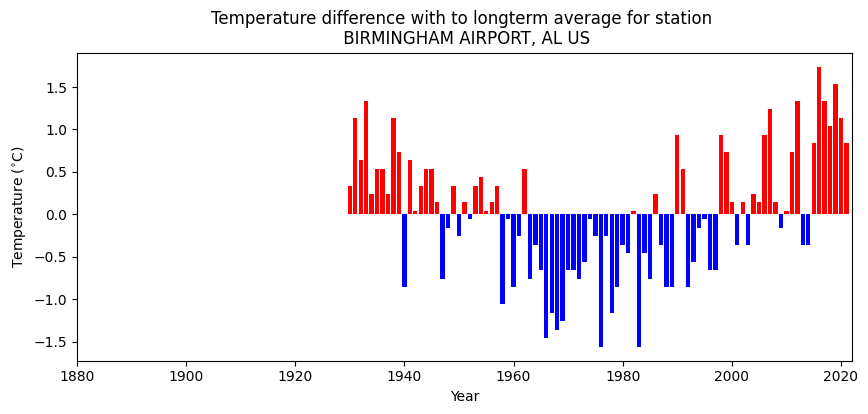 Temperature difference with to longterm average for station
BIRMINGHAM AIRPORT, AL US
Temperature (°C)
1.5
1.0
0.5
0.0
−0.5
−1.0
−1.5
1880 1900 1920 1940 1960 1980 2000 2020
Year